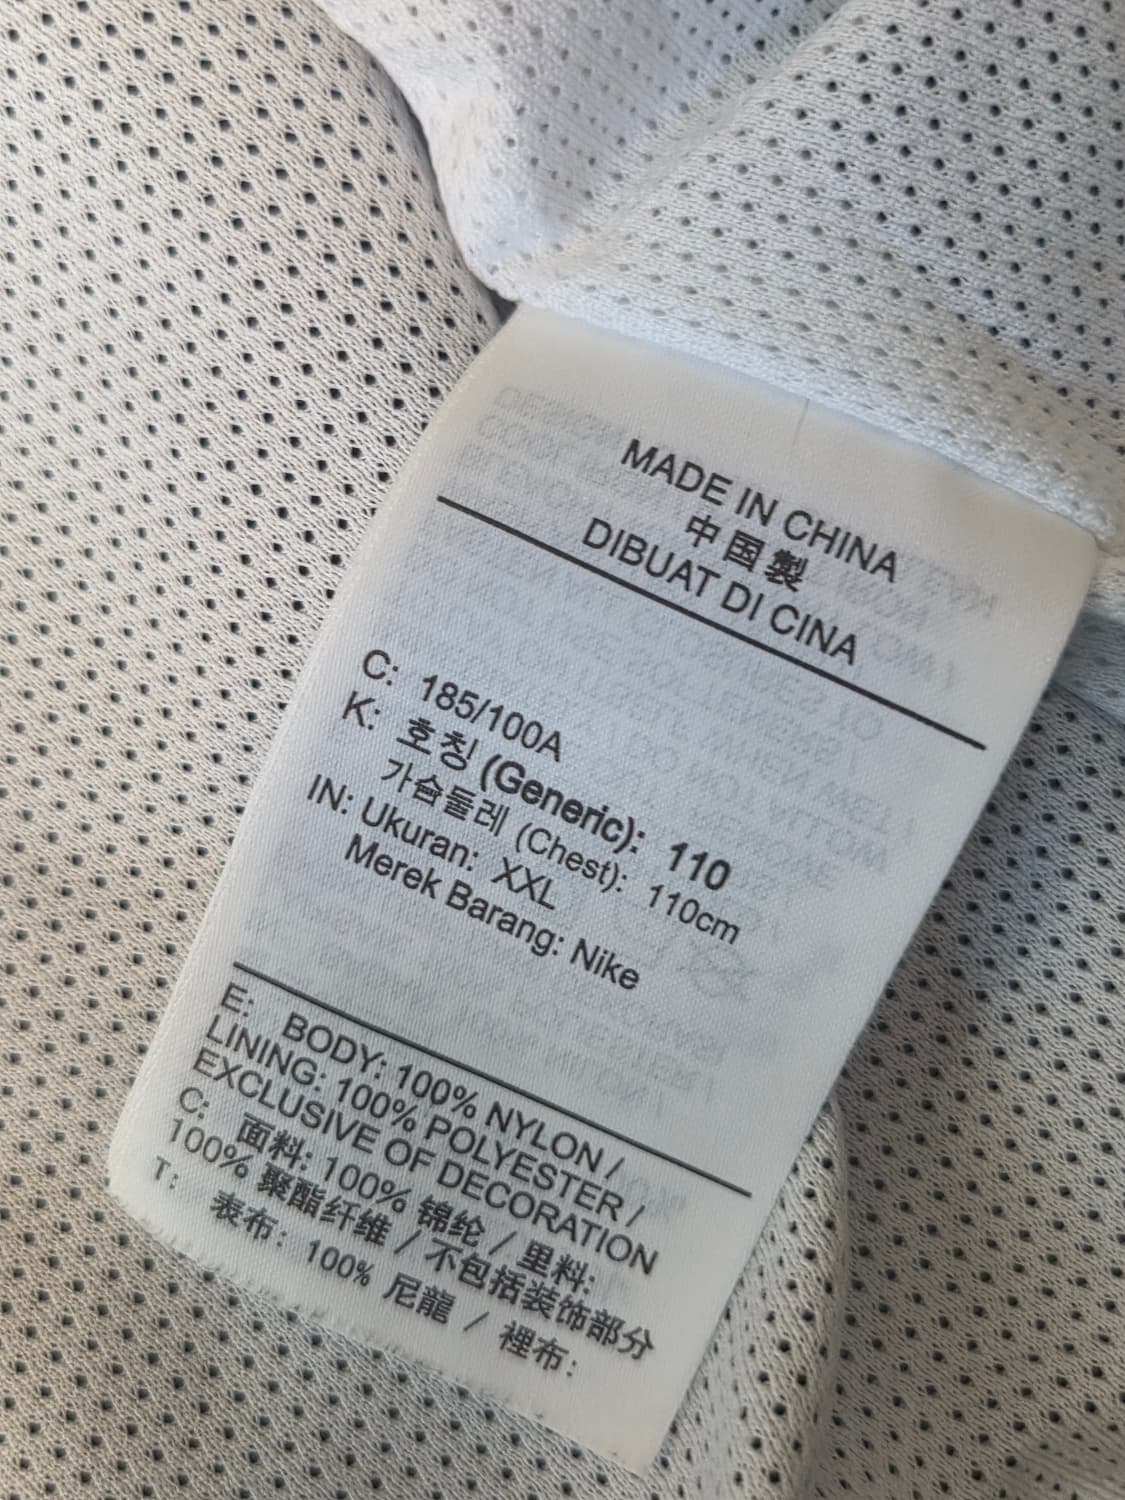 MADE IN CHINA
中国製
DIBUAT DI CINA
C: 185/100A
K: 호칭 (Generic): 110
가슴둘레 (Chest): 110cm
IN: Ukuran: XXL
Merek Barang: Nike
E: BODY: 100% NYLON /
LINING: 100% POLYESTER /
EXCLUSIVE OF DECORATION
C: 面料: 100% 锦纶 / 里料:
100% 聚酯纤维 / 不包括装饰部分
T: 表布: 100% 尼龍 / 裡布: